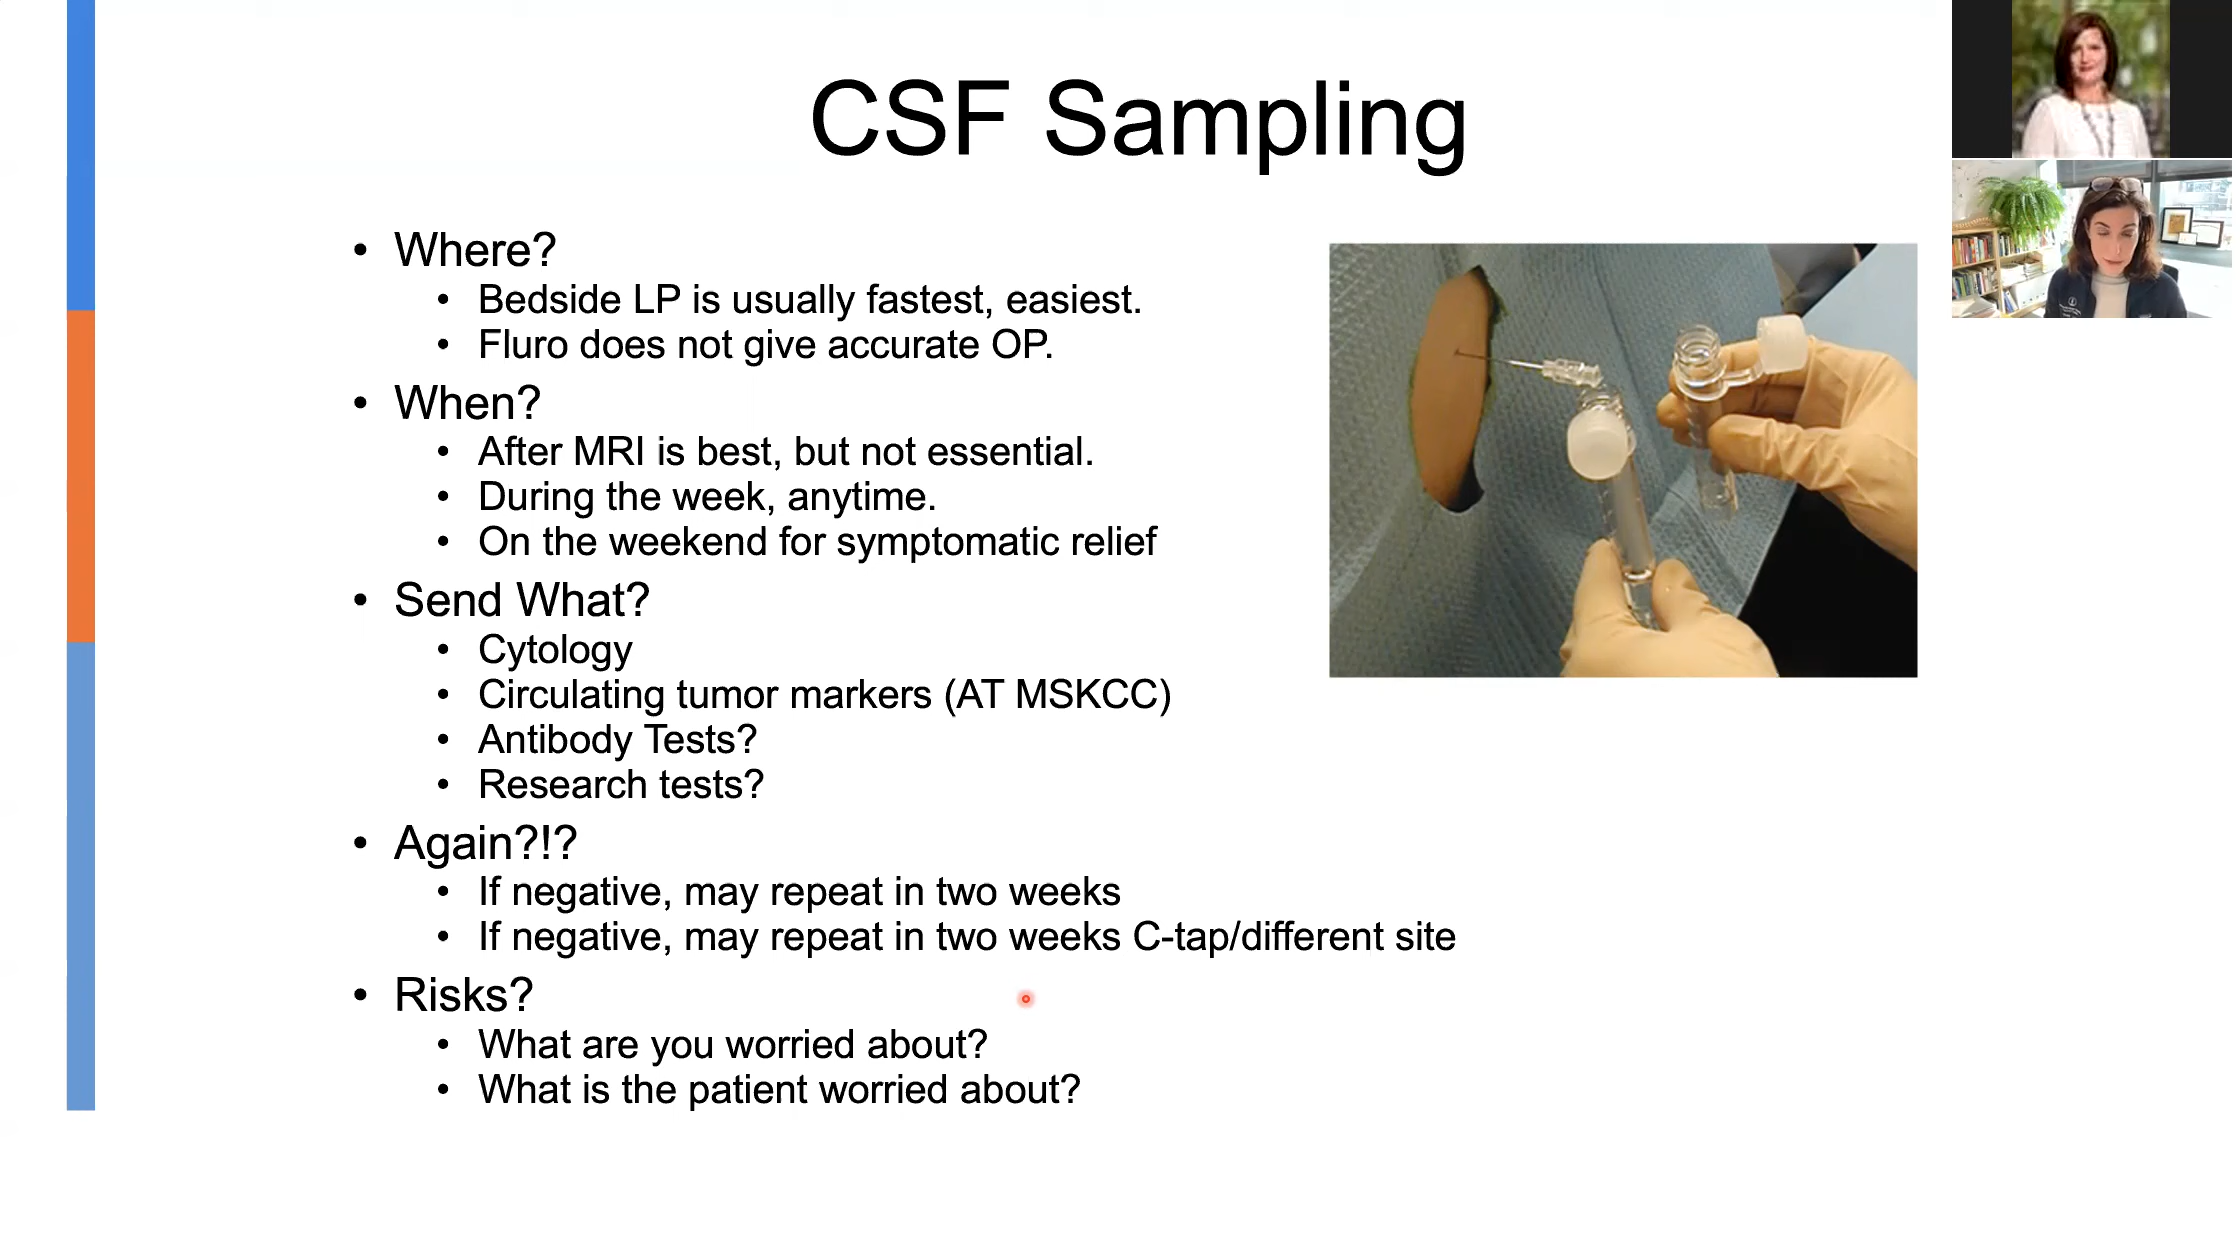 CSF Sampling
• Where?
• Bedside LP is usually fastest, easiest.
• Fluro does not give accurate OP.
• When?
• After MRI is best, but not essential.
• During the week, anytime.
• On the weekend for symptomatic relief
• Send What?
• Cytology
• Circulating tumor markers (AT MSKCC)
• Antibody Tests?
• Research tests?
• Again?!?
• If negative, may repeat in two weeks
• If negative, may repeat in two weeks C-tap/different site
• Risks?
• What are you worried about?
• What is the patient worried about?